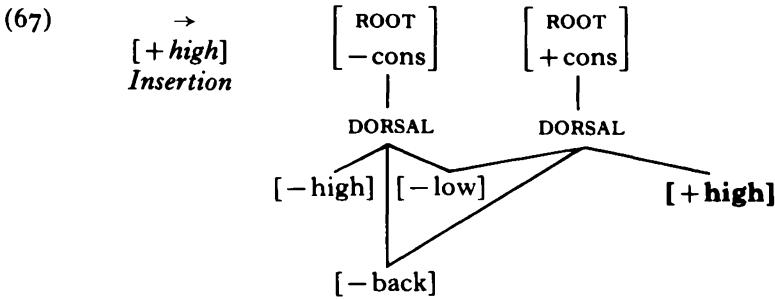 (67) → [ROOT [ROOT
[+high] −cons] +cons]
Insertion
DORSAL DORSAL
[−high] [−low] [+high]
[−back]